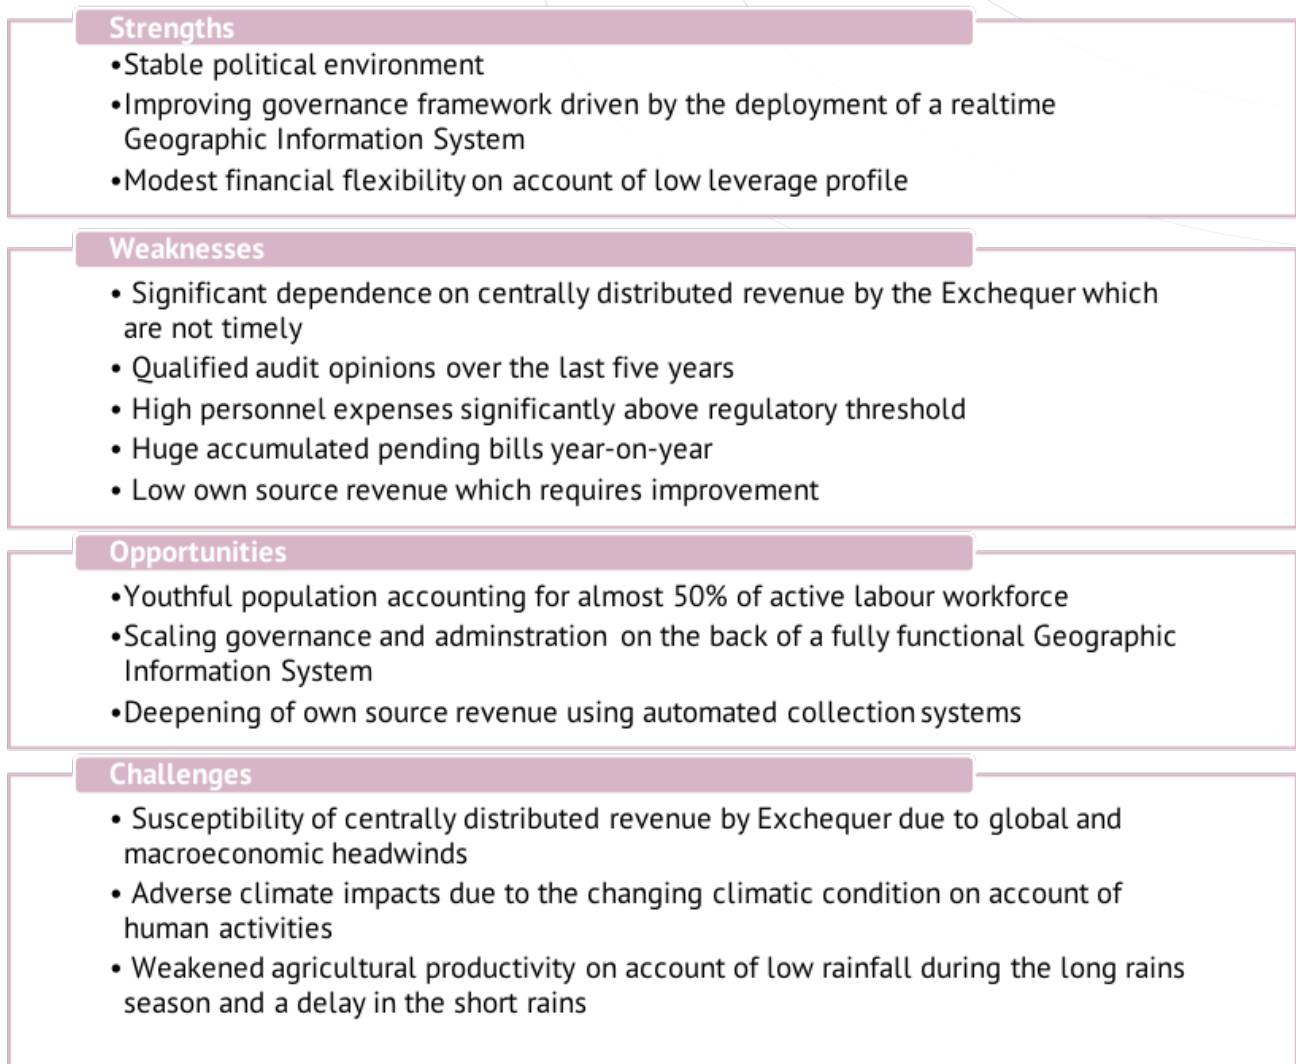 Strengths
•Stable political environment
•Improving governance framework driven by the deployment of a realtime
Geographic Information System
•Modest financial flexibility on account of low leverage profile
Weaknesses
• Significant dependence on centrally distributed revenue by the Exchequer which
are not timely
• Qualified audit opinions over the last five years
• High personnel expenses significantly above regulatory threshold
• Huge accumulated pending bills year-on-year
• Low own source revenue which requires improvement
Opportunities
•Youthful population accounting for almost 50% of active labour workforce
•Scaling governance and adminstration on the back of a fully functional Geographic
Information System
•Deepening of own source revenue using automated collection systems
Challenges
• Susceptibility of centrally distributed revenue by Exchequer due to global and
macroeconomic headwinds
• Adverse climate impacts due to the changing climatic condition on account of
human activities
• Weakened agricultural productivity on account of low rainfall during the long rains
season and a delay in the short rains